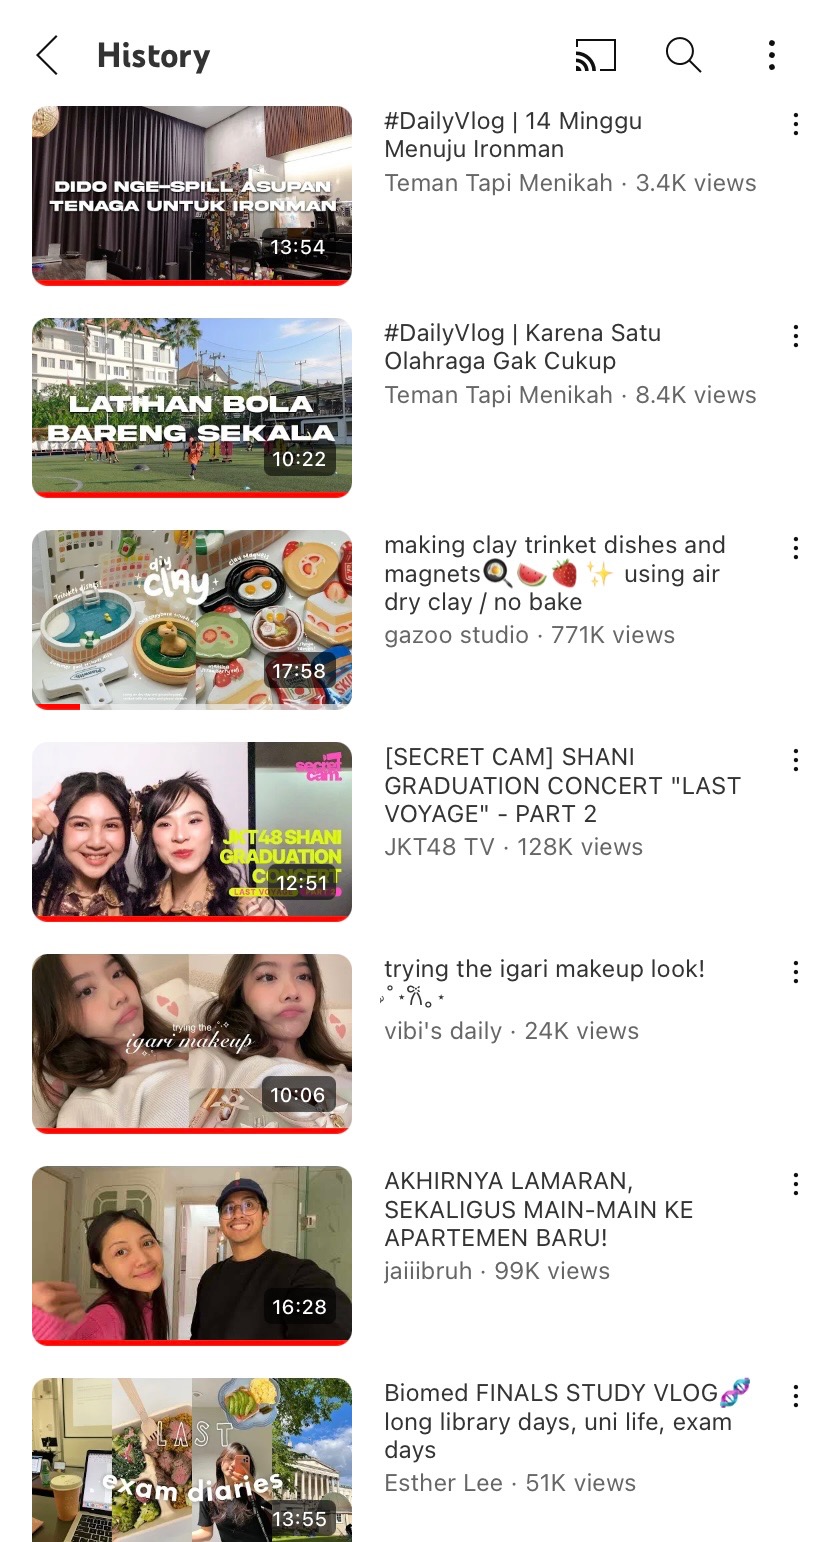 History
DIDO NGE-SPILL ASUPAN
TENAGA UNTUK IRONMAN
13:54
#DailyVlog | 14 Minggu
Menuju Ironman
Teman Tapi Menikah · 3.4K views
LATIHAN BOLA
BARENG SEKALA
10:22
#DailyVlog | Karena Satu
Olahraga Gak Cukup
Teman Tapi Menikah · 8.4K views
diy
clay
clay magnets
trinket dishes!
17:58
making clay trinket dishes and
magnets🍳🍉🍓✨ using air
dry clay / no bake
gazoo studio · 771K views
secret
cam.
JKT48 SHANI
GRADUATION
CONCERT
LAST VOYAGE
12:51
[SECRET CAM] SHANI
GRADUATION CONCERT "LAST
VOYAGE" - PART 2
JKT48 TV · 128K views
trying the
igari makeup
10:06
trying the igari makeup look!
vibi's daily · 24K views
16:28
AKHIRNYA LAMARAN,
SEKALIGUS MAIN-MAIN KE
APARTEMEN BARU!
jaiiibruh · 99K views
LAST
exam diaries
13:55
Biomed FINALS STUDY VLOG🧬
long library days, uni life, exam
days
Esther Lee · 51K views